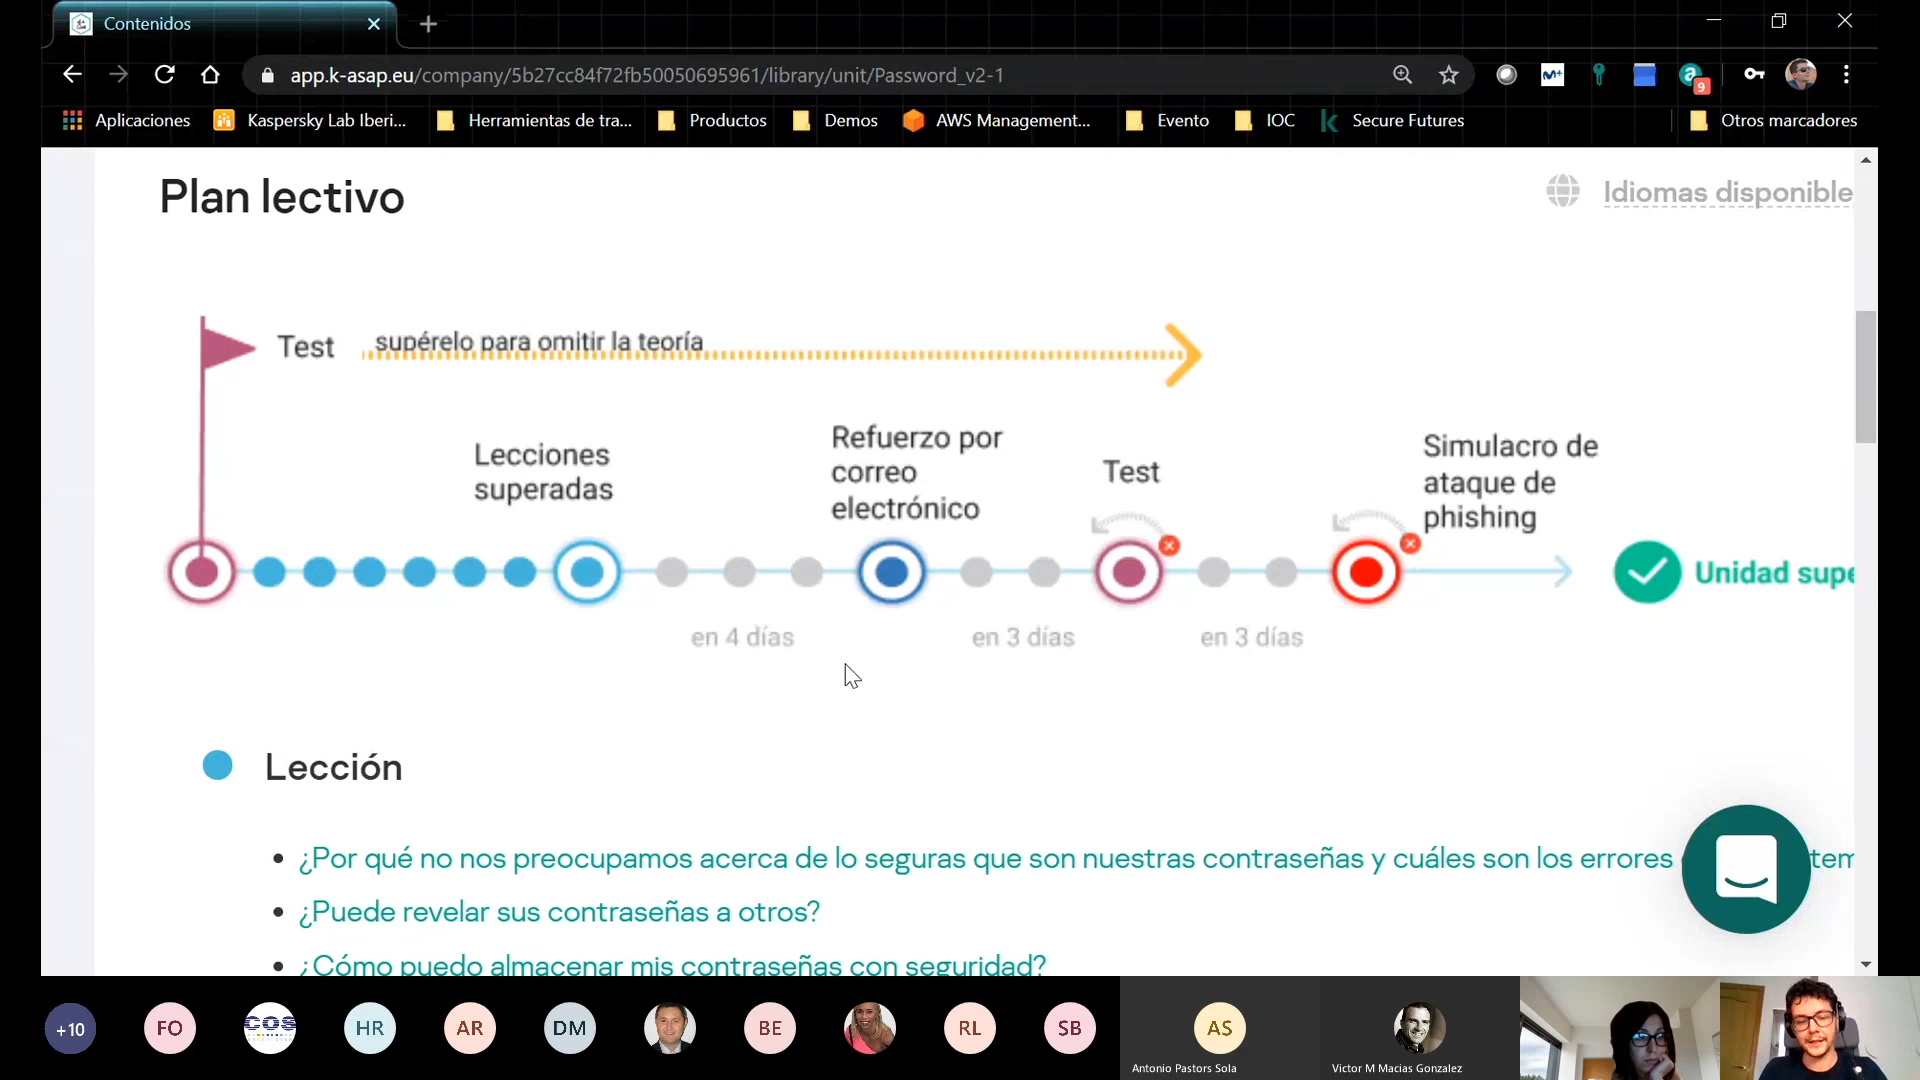 Contenidos
app.k-asap.eu/company/5b27cc84f72fb50050695961/library/unit/Password_v2-1
9
Aplicaciones
Kaspersky Lab Iberi...
Herramientas de tra...
Productos
Demos
AWS Management...
Evento
IOC
Secure Futures
Otros marcadores
Plan lectivo
Idiomas disponible
Test
supérelo para omitir la teoría
Lecciones
superadas
Refuerzo por
correo
electrónico
Test
Simulacro de
ataque de
phishing
Unidad supe
en 4 días
en 3 días
en 3 días
Lección
• ¿Por qué no nos preocupamos acerca de lo seguras que son nuestras contraseñas y cuáles son los errores
• ¿Puede revelar sus contraseñas a otros?
• ¿Cómo puedo almacenar mis contraseñas con seguridad?
+10
FO
COS
HR
AR
DM
BE
RL
SB
AS
Antonio Pastors Sola
Victor M Macias Gonzalez